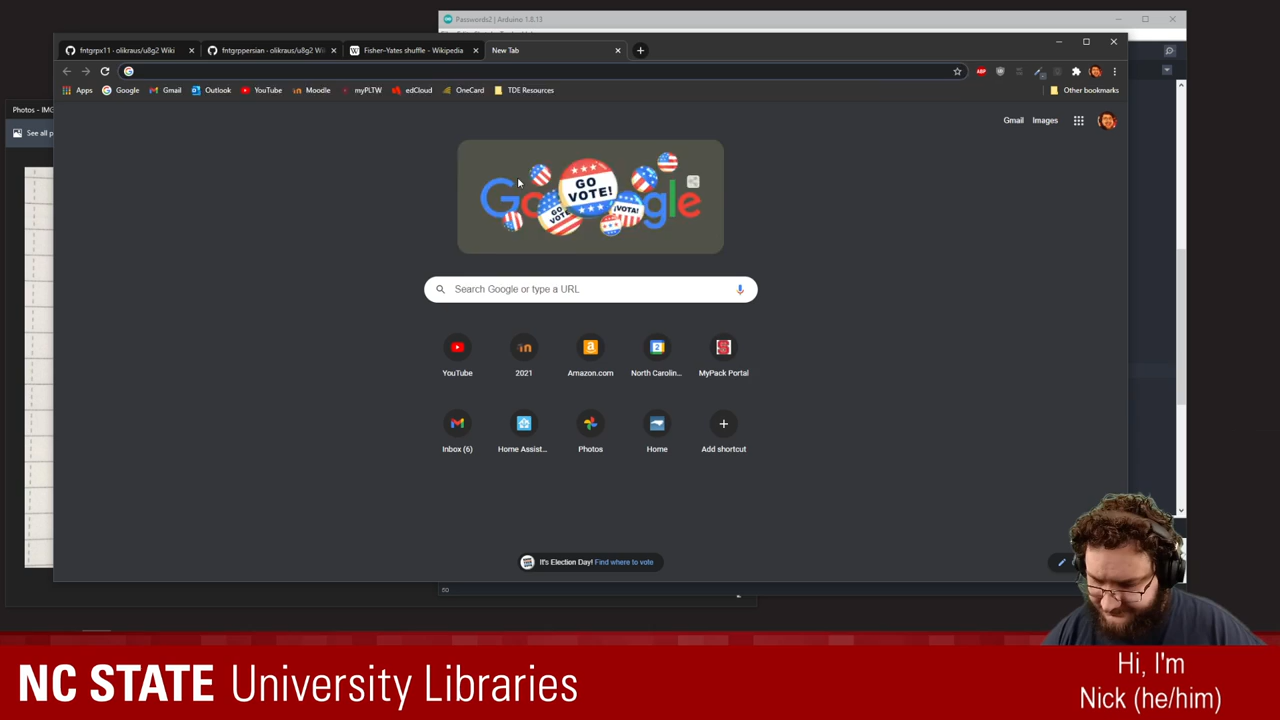 Passwords2 | Arduino 1.8.13
fntgrpx11 · olikraus/u8g2 Wiki
fntgrppersian · olikraus/u8g2 Wi
Fisher–Yates shuffle - Wikipedia
New Tab
Apps Google Gmail Outlook YouTube Moodle myPLTW edCloud OneCard TDE Resources Other bookmarks
Photos - IMG
See all p
Gmail Images
GO VOTE!
GO VOTE
¡VOTA!
Google
Search Google or type a URL
YouTube 2021 Amazon.com North Carolin... MyPack Portal
Inbox (6) Home Assist... Photos Home Add shortcut
It's Election Day! Find where to vote
no
NC STATE University Libraries
Hi, I'm
Nick (he/him)